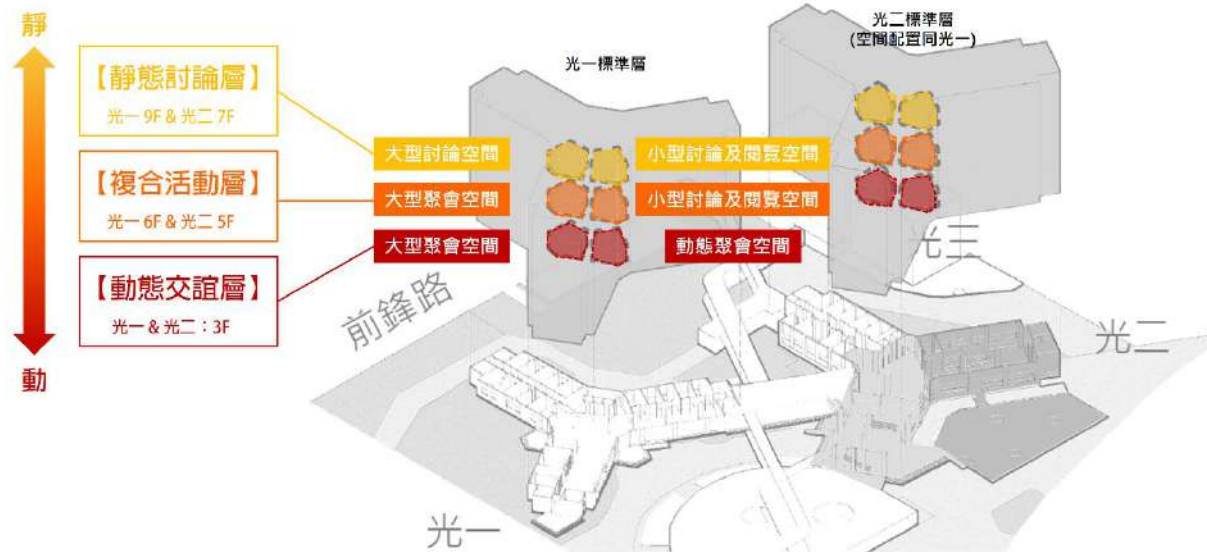 靜
【靜態討論層】
光一 9F & 光二 7F
【複合活動層】
光一 6F & 光二 5F
【動態交誼層】
光一 & 光二：3F
動
光一標準層
光二標準層
(空間配置同光一)
大型討論空間
小型討論及閱覽空間
大型聚會空間
小型討論及閱覽空間
大型聚會空間
動態聚會空間
前鋒路
光三
光二
光一